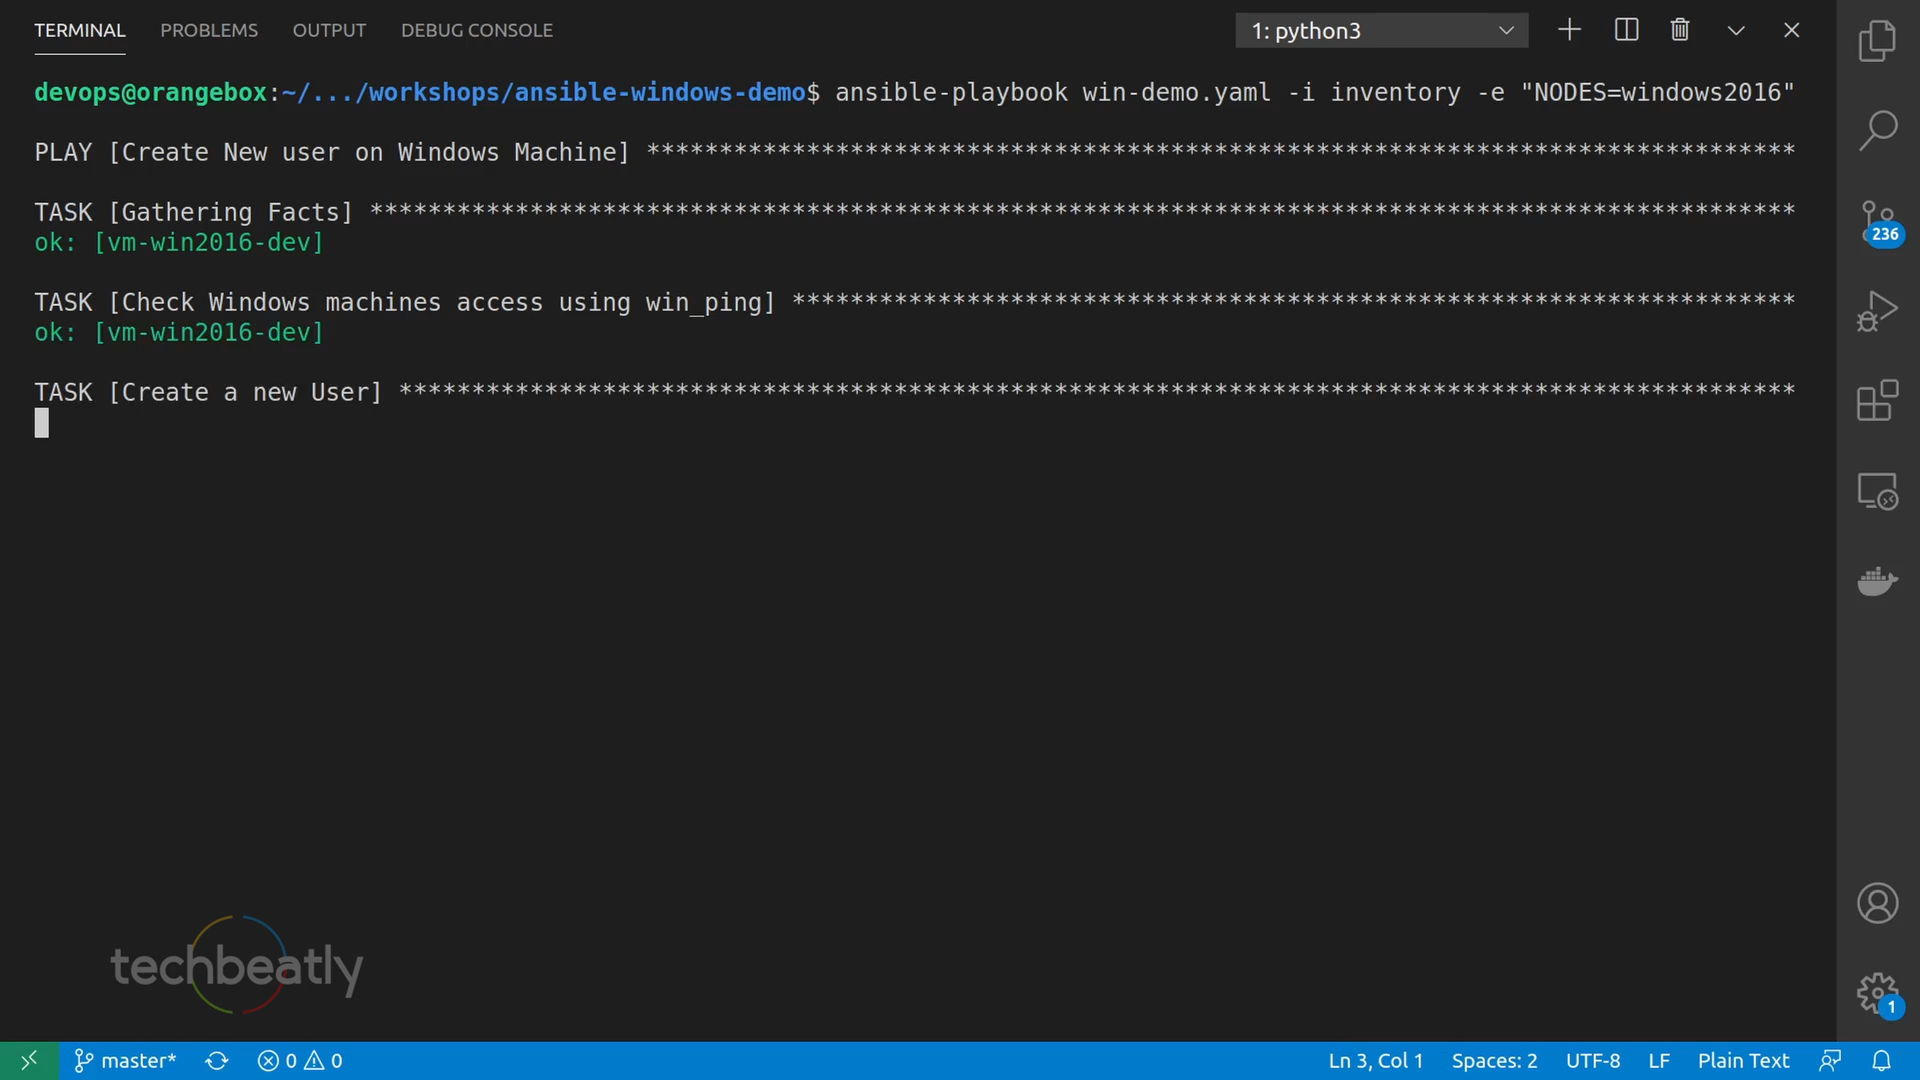 TERMINAL PROBLEMS OUTPUT DEBUG CONSOLE 1: python3
devops@orangebox:~/.../workshops/ansible-windows-demo$ ansible-playbook win-demo.yaml -i inventory -e "NODES=windows2016"
PLAY [Create New user on Windows Machine] *******************************************************************************
TASK [Gathering Facts] **************************************************************************************************
ok: [vm-win2016-dev]
TASK [Check Windows machines access using win_ping] *********************************************************************
ok: [vm-win2016-dev]
TASK [Create a new User] ************************************************************************************************
236
techbeatly
1
master* 0 0 Ln 3, Col 1 Spaces: 2 UTF-8 LF Plain Text